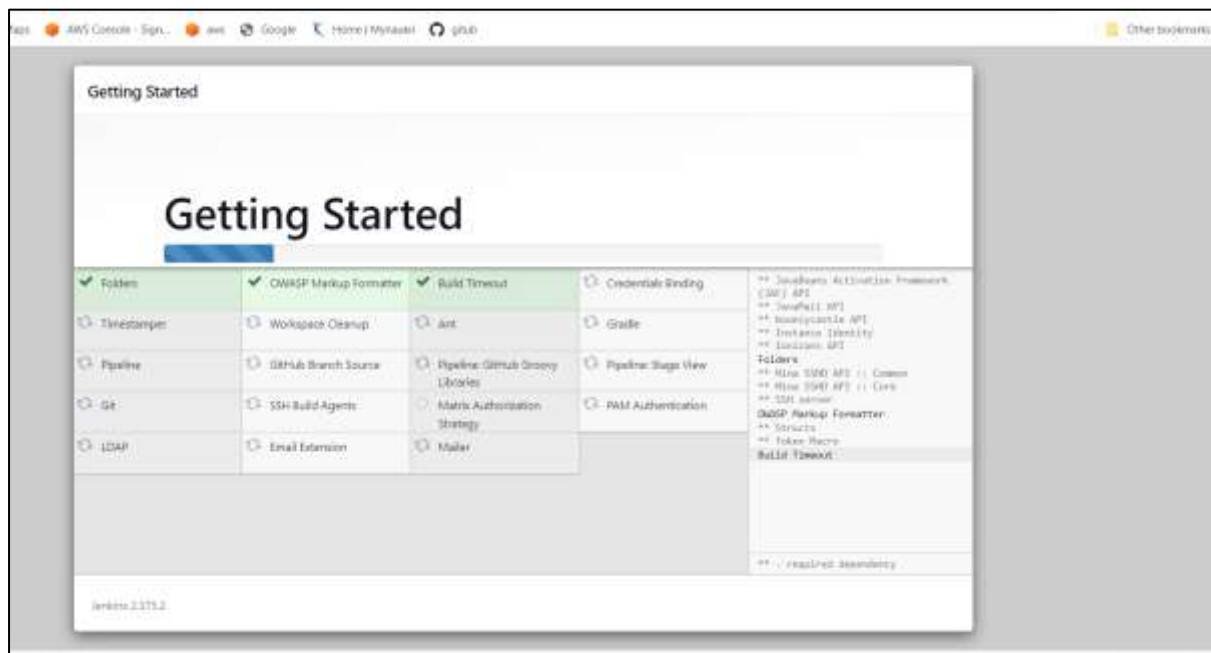 AWS Console - Sign... aws Google Home | Mynaukri github Other bookmarks
Getting Started
Getting Started
Folders OWASP Markup Formatter Build Timeout Credentials Binding
Timestamper Workspace Cleanup Ant Gradle
Pipeline GitHub Branch Source Pipeline: GitHub Groovy Libraries Pipeline: Stage View
Git SSH Build Agents Matrix Authorization Strategy PAM Authentication
LDAP Email Extension Mailer
** JavaBeans Activation Framework
(JAF) API
** JavaMail API
** bouncycastle API
** Instance Identity
** Ionicons API
Folders
** Mina SSHD API :: Common
** Mina SSHD API :: Core
** SSH server
OWASP Markup Formatter
** Structs
** Token Macro
Build Timeout
** - required dependency
Jenkins 2.375.2